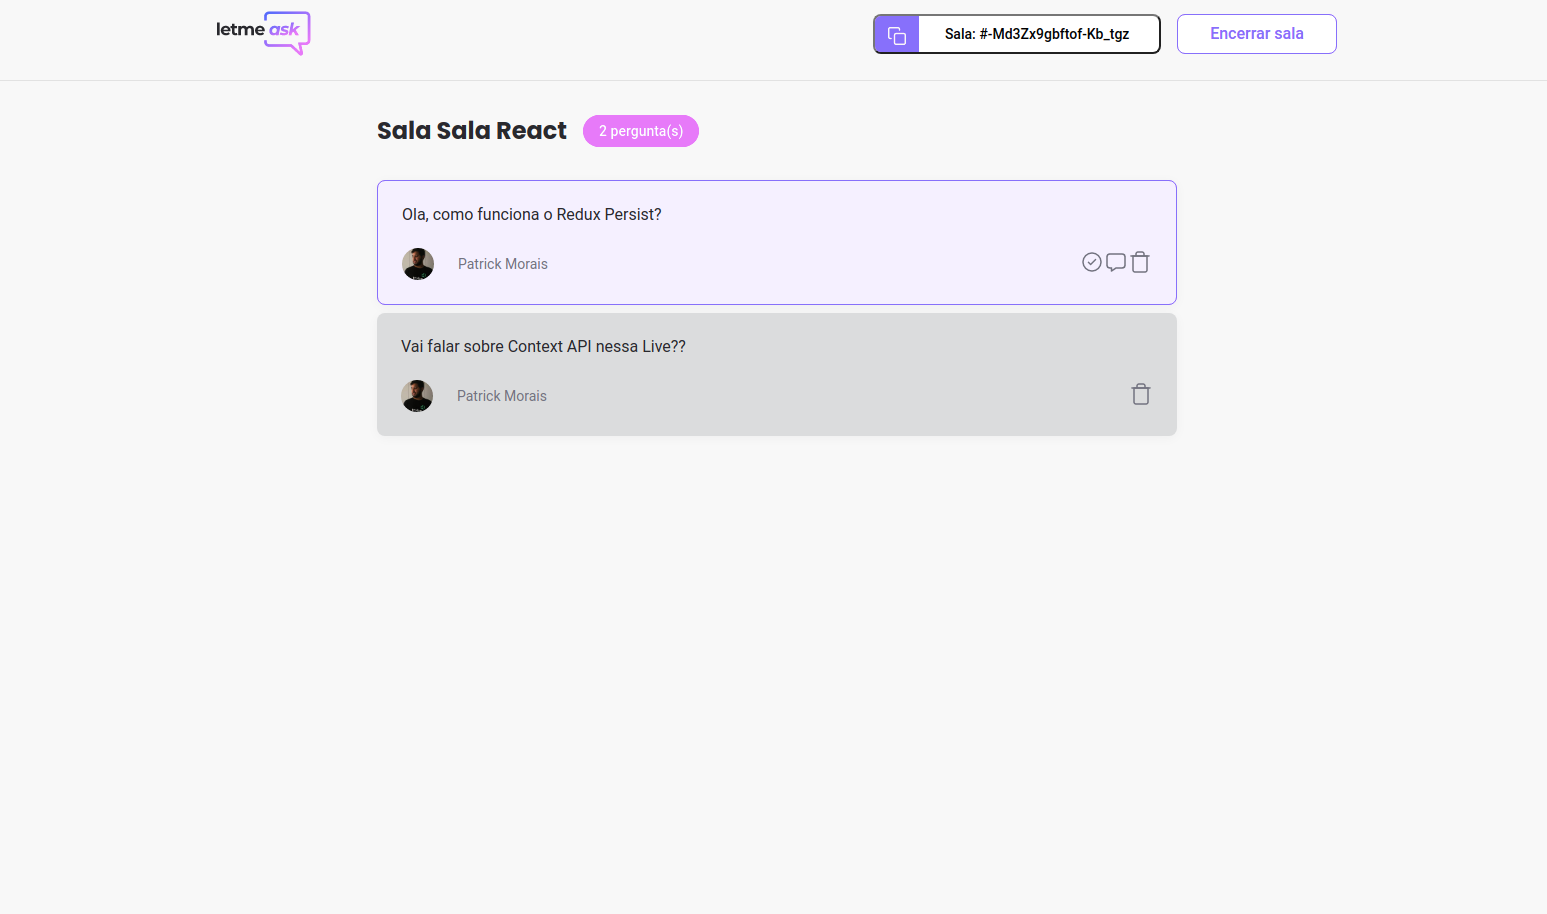 letme ask
Sala: #-Md3Zx9gbftof-Kb_tgz
Encerrar sala
Sala Sala React
2 pergunta(s)
Ola, como funciona o Redux Persist?
Patrick Morais
Vai falar sobre Context API nessa Live??
Patrick Morais